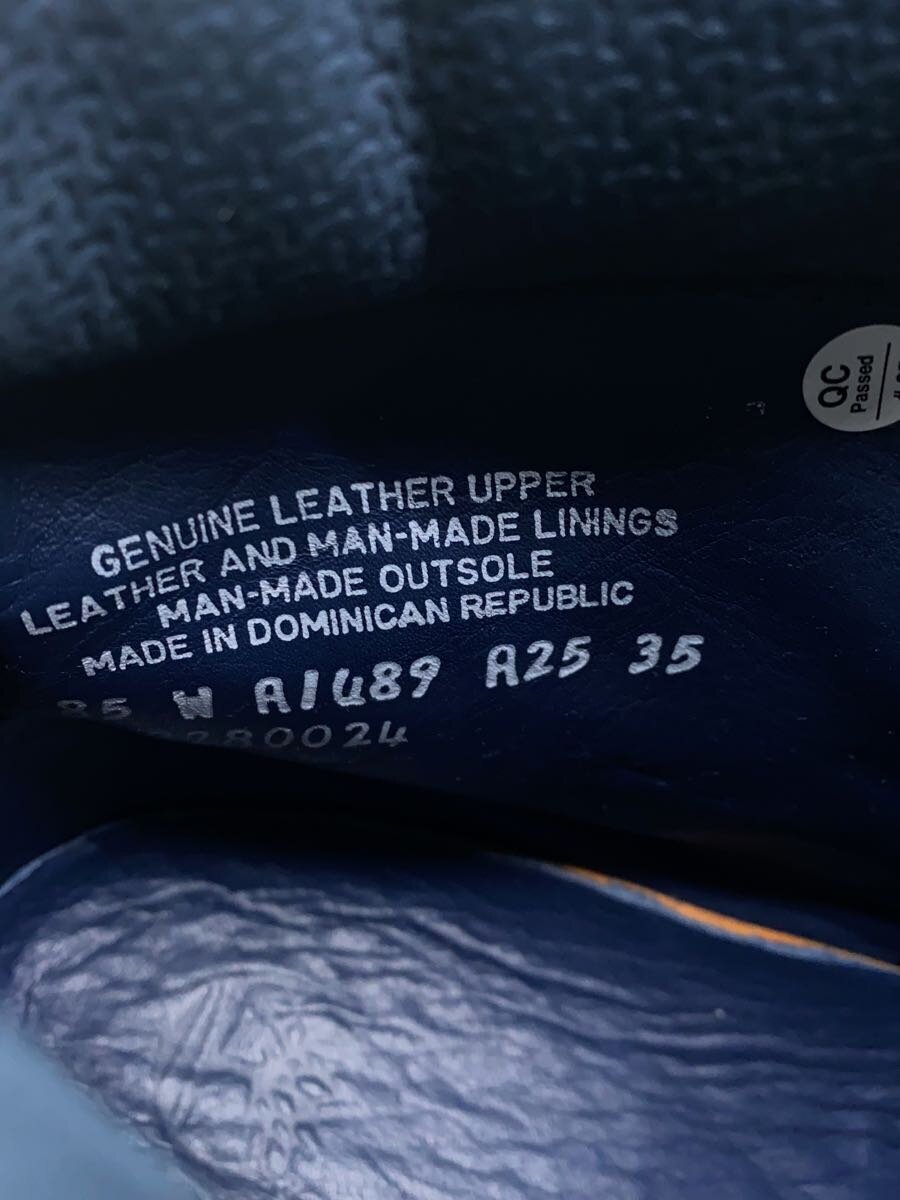 QC
Passed
GENUINE LEATHER UPPER
LEATHER AND MAN-MADE LININGS
MAN-MADE OUTSOLE
MADE IN DOMINICAN REPUBLIC
85 W A1489 A25 35